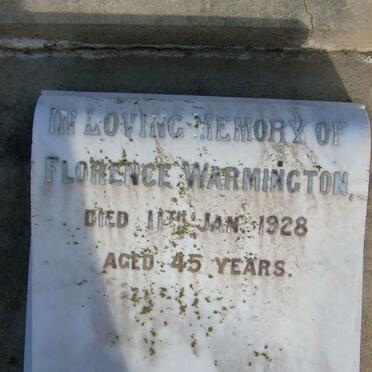 IN LOVING MEMORY OF
FLORENCE WARMINGTON,
DIED 11TH JAN. 1928
AGED 45 YEARS.